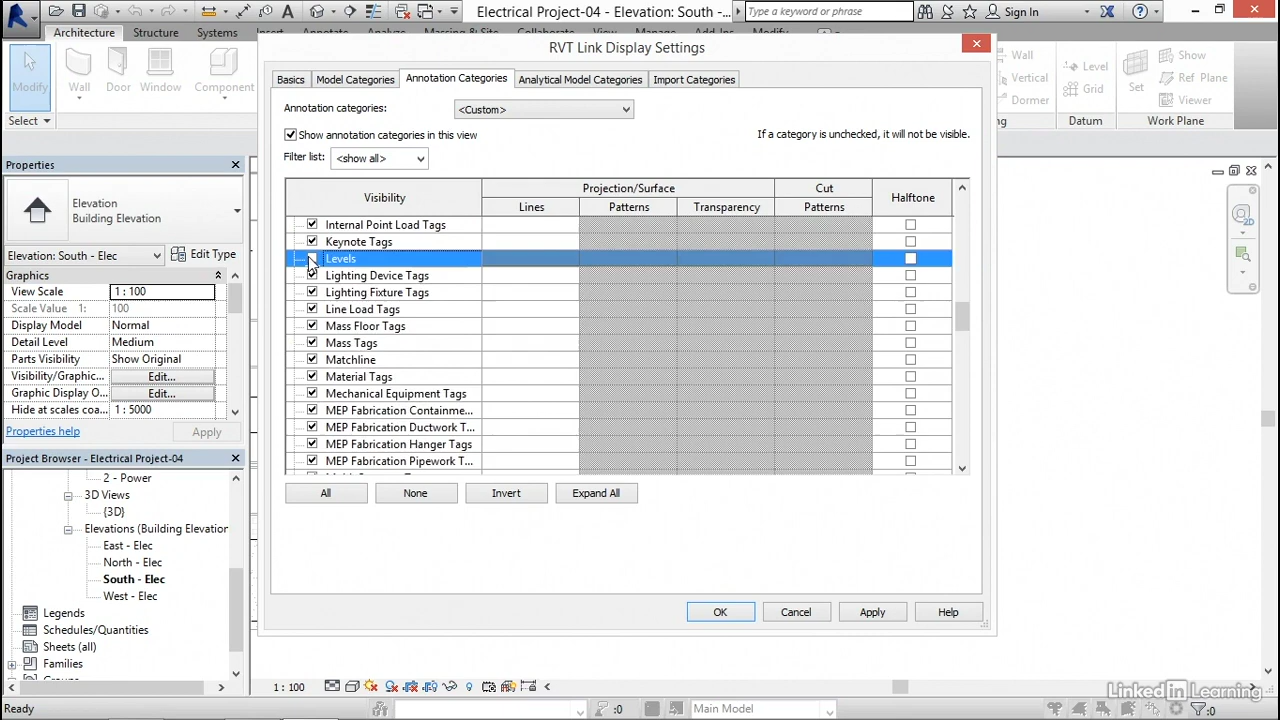 Electrical Project-04 - Elevation: South -...
Type a keyword or phrase
Sign In
Architecture
Structure
Systems
RVT Link Display Settings
Modify
Wall
Door
Window
Component
Select
Wall
Vertical
Dormer
Level
Grid
Datum
Set
Show
Ref Plane
Viewer
Work Plane
Basics
Model Categories
Annotation Categories
Analytical Model Categories
Import Categories
Annotation categories:
<Custom>
Show annotation categories in this view
If a category is unchecked, it will not be visible.
Filter list:
<show all>
Visibility
Projection/Surface
Cut
Halftone
Lines
Patterns
Transparency
Patterns
Internal Point Load Tags
Keynote Tags
Levels
Lighting Device Tags
Lighting Fixture Tags
Line Load Tags
Mass Floor Tags
Mass Tags
Matchline
Material Tags
Mechanical Equipment Tags
MEP Fabrication Containme...
MEP Fabrication Ductwork T...
MEP Fabrication Hanger Tags
MEP Fabrication Pipework T...
All
None
Invert
Expand All
OK
Cancel
Apply
Help
Properties
Elevation
Building Elevation
Elevation: South - Elec
Edit Type
Graphics
View Scale
1 : 100
Scale Value 1:
100
Display Model
Normal
Detail Level
Medium
Parts Visibility
Show Original
Visibility/Graphic...
Edit...
Graphic Display O...
Edit...
Hide at scales coa...
1 : 5000
Properties help
Apply
Project Browser - Electrical Project-04
2 - Power
3D Views
{3D}
Elevations (Building Elevation
East - Elec
North - Elec
South - Elec
West - Elec
Legends
Schedules/Quantities
Sheets (all)
Families
1 : 100
Ready
:0
Main Model
:0
LinkedIn Learning